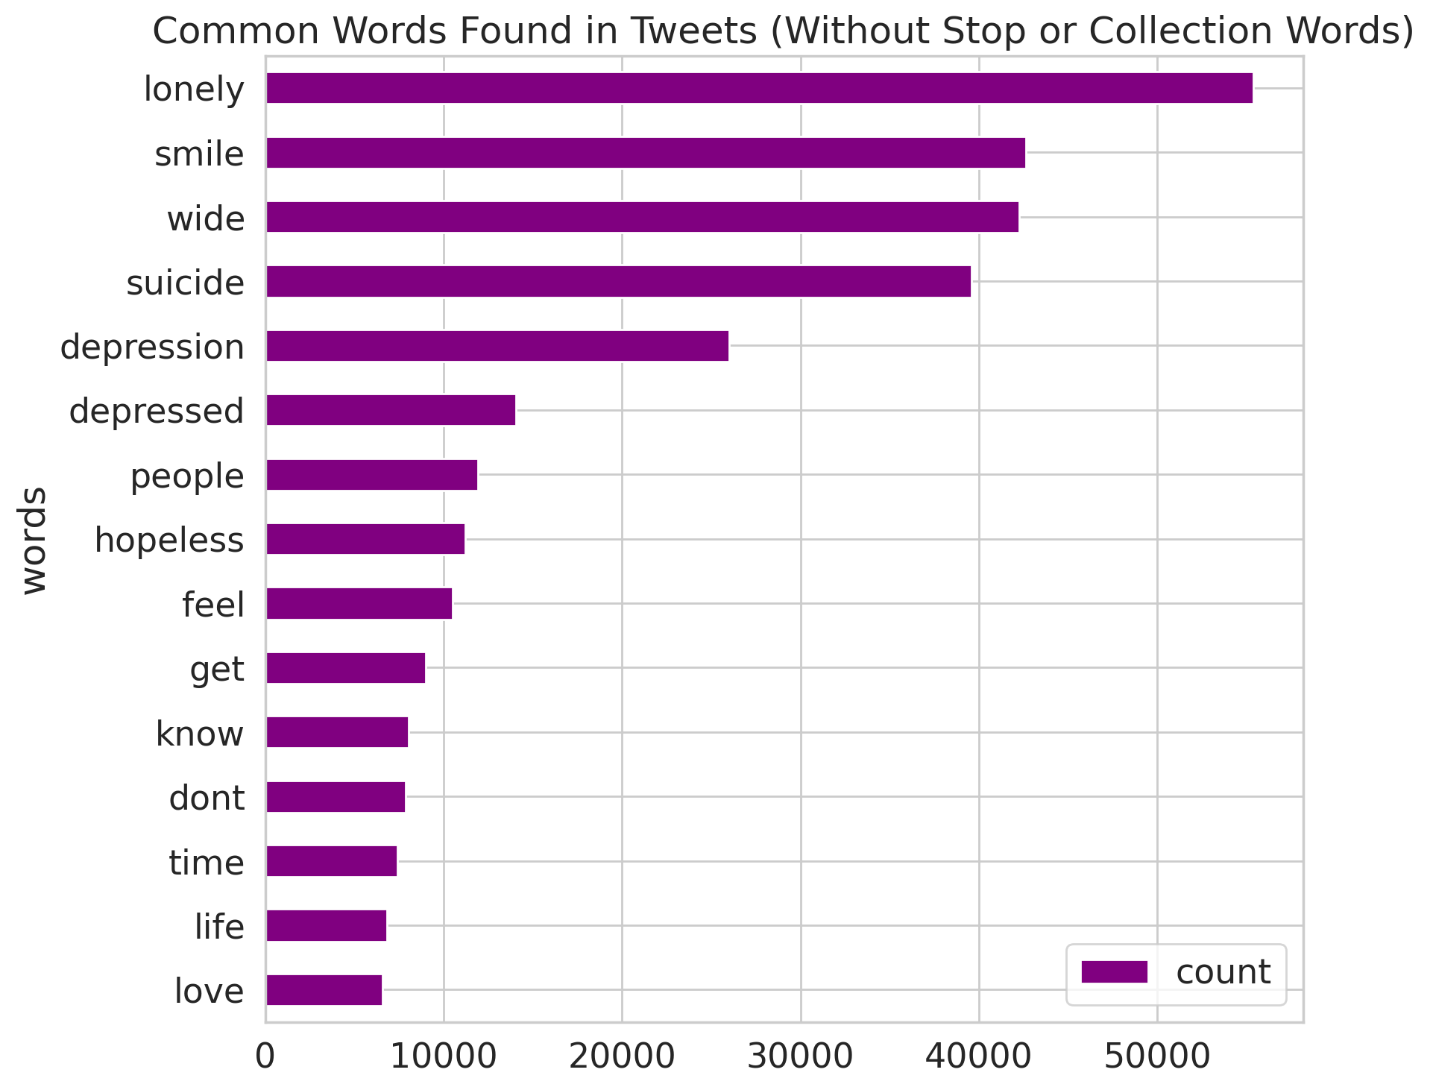 Common Words Found in Tweets (Without Stop or Collection Words)
lonely
smile
wide
suicide
depression
depressed
people
hopeless
feel
get
know
dont
time
life
love
words
count
0 10000 20000 30000 40000 50000